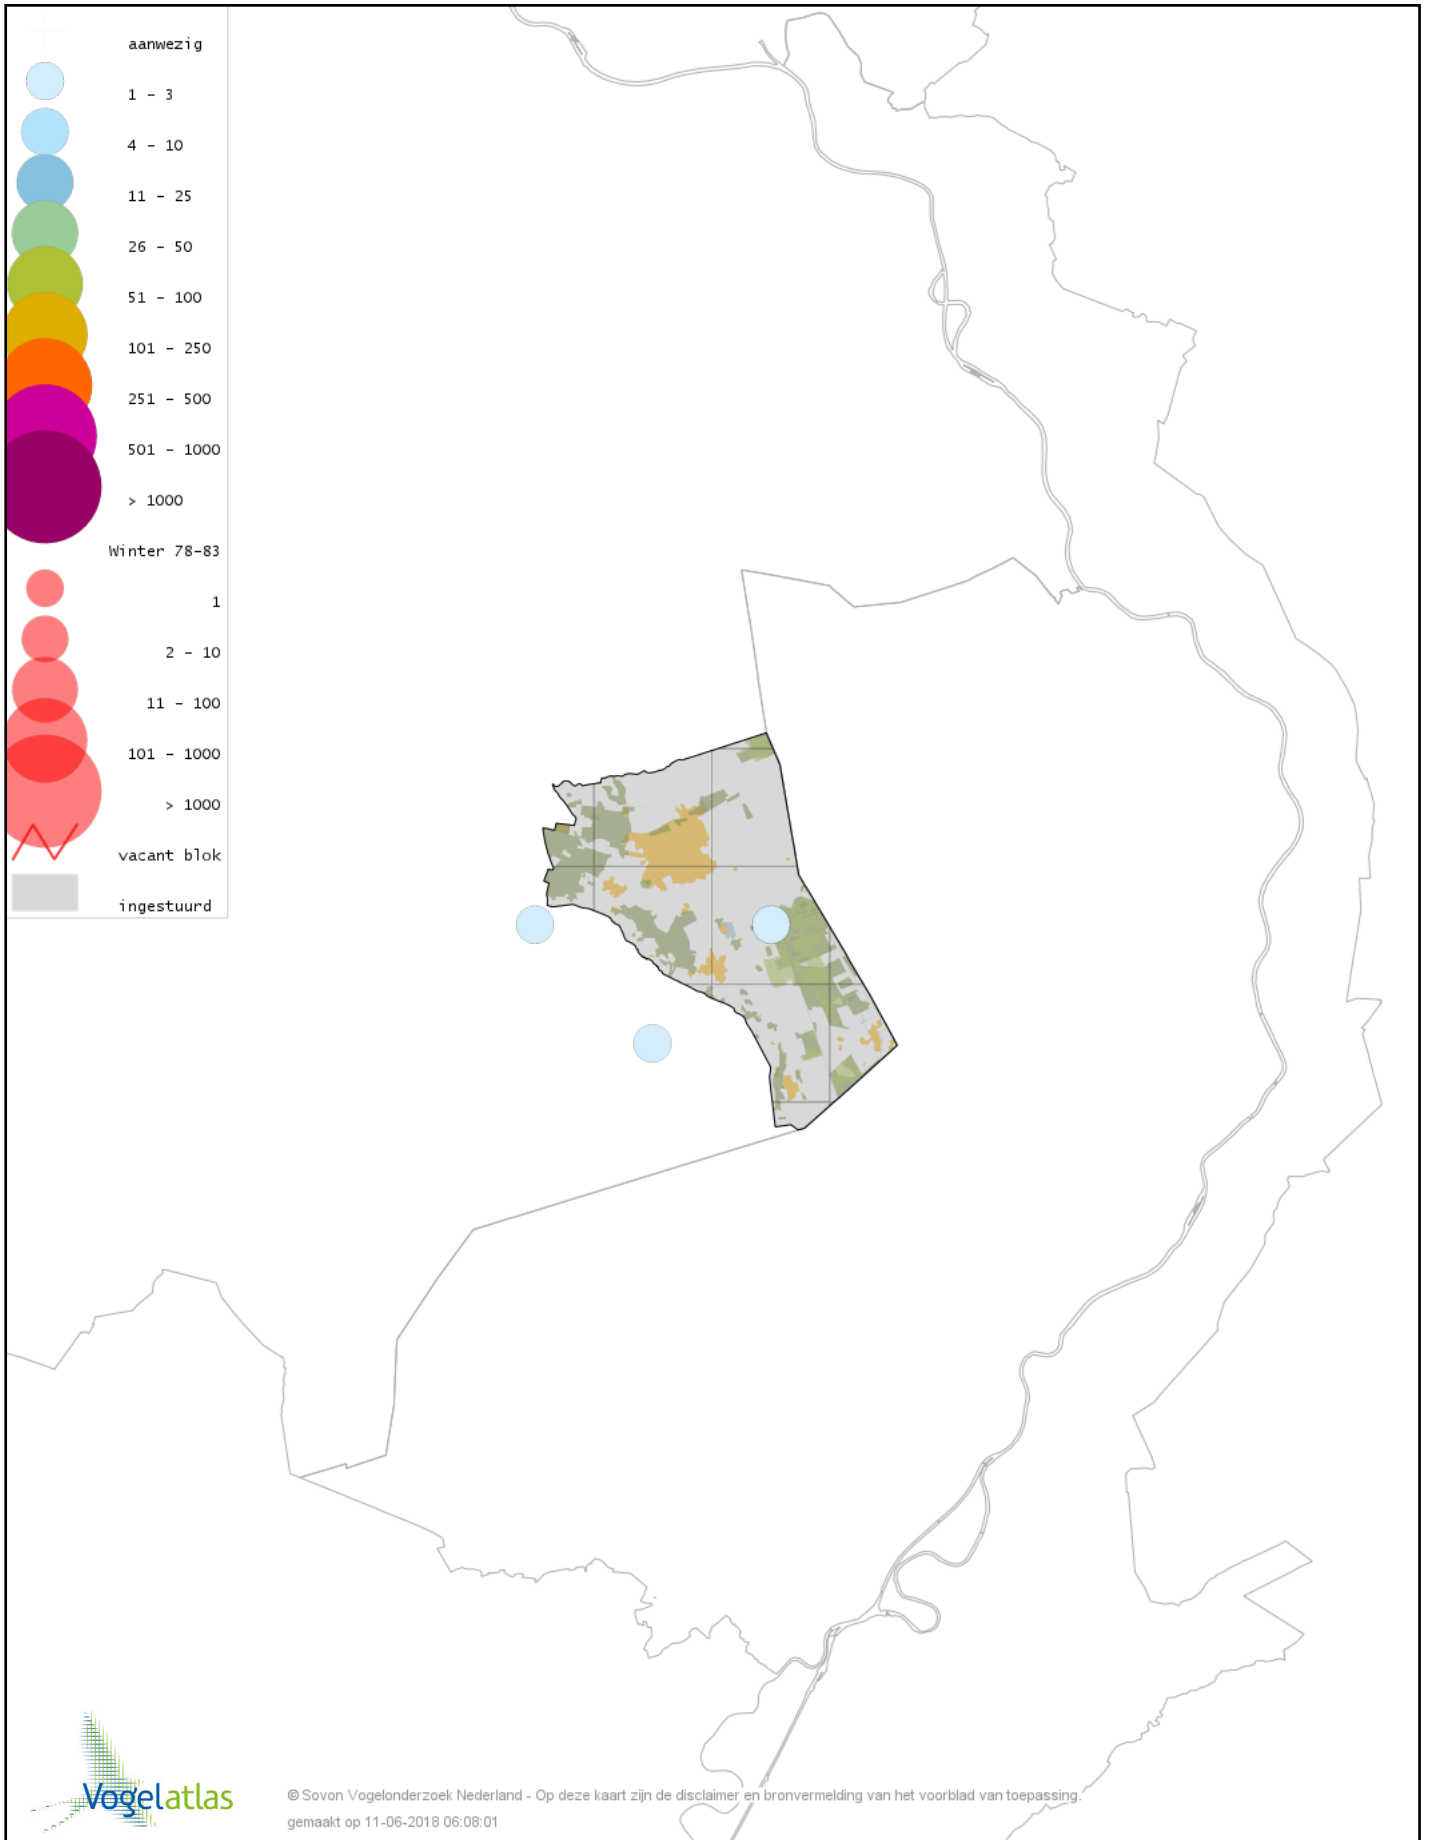 aanwezig
1 - 3
4 - 10
11 - 25
26 - 50
51 - 100
101 - 250
251 - 500
501 - 1000
> 1000
Winter 78-83
1
2 - 10
11 - 100
101 - 1000
> 1000
vacant blok
ingestuurd
Vogelatlas
© Sovon Vogelonderzoek Nederland - Op deze kaart zijn de disclaimer en bronvermelding van het voorblad van toepassing.
gemaakt op 11-06-2018 06:08:01